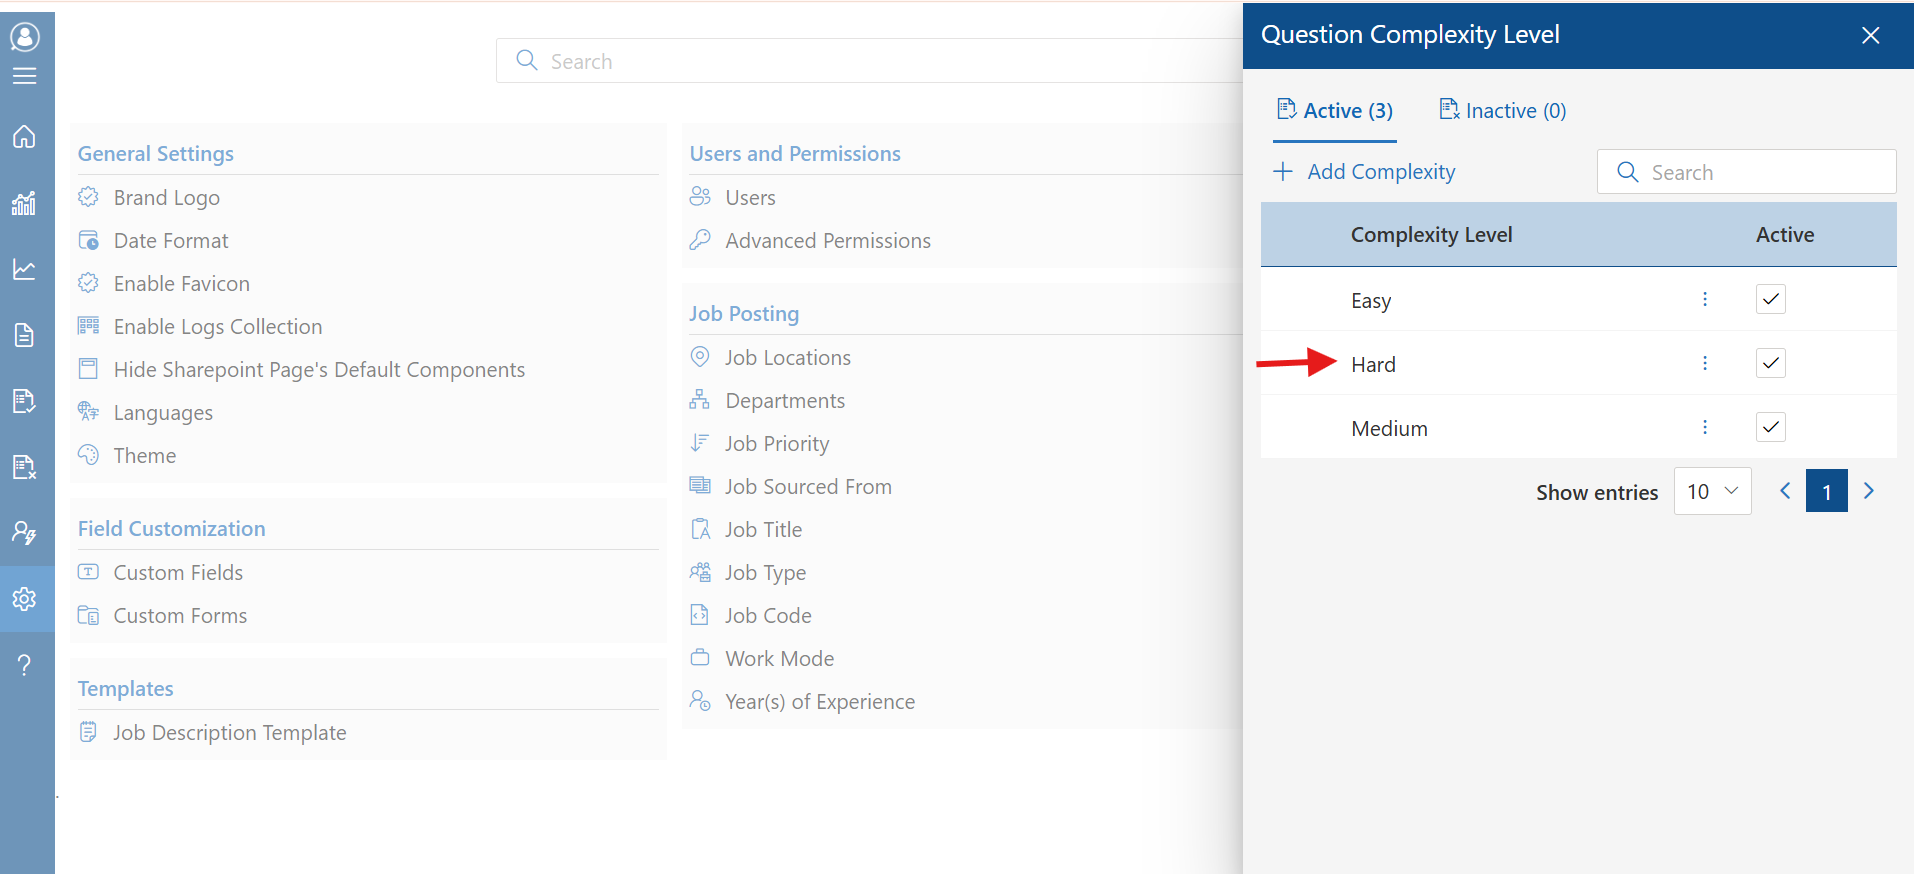 Search
General Settings
Brand Logo
Date Format
Enable Favicon
Enable Logs Collection
Hide Sharepoint Page's Default Components
Languages
Theme
Field Customization
Custom Fields
Custom Forms
Templates
Job Description Template
Users and Permissions
Users
Advanced Permissions
Job Posting
Job Locations
Departments
Job Priority
Job Sourced From
Job Title
Job Type
Job Code
Work Mode
Year(s) of Experience
Question Complexity Level
Active (3)
Inactive (0)
Add Complexity
Search
Complexity Level Active
Easy
Hard
Medium
Show entries 10 1